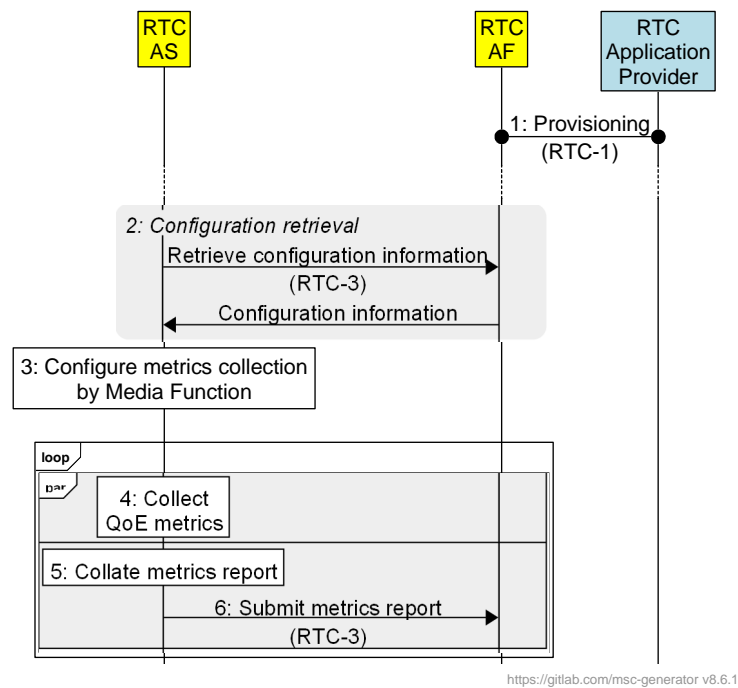 RTC
AS
RTC
AF
RTC
Application
Provider
1: Provisioning
(RTC-1)
2: Configuration retrieval
Retrieve configuration information
(RTC-3)
Configuration information
3: Configure metrics collection
by Media Function
loop
par
4: Collect
QoE metrics
5: Collate metrics report
6: Submit metrics report
(RTC-3)
https://gitlab.com/msc-generator v8.6.1